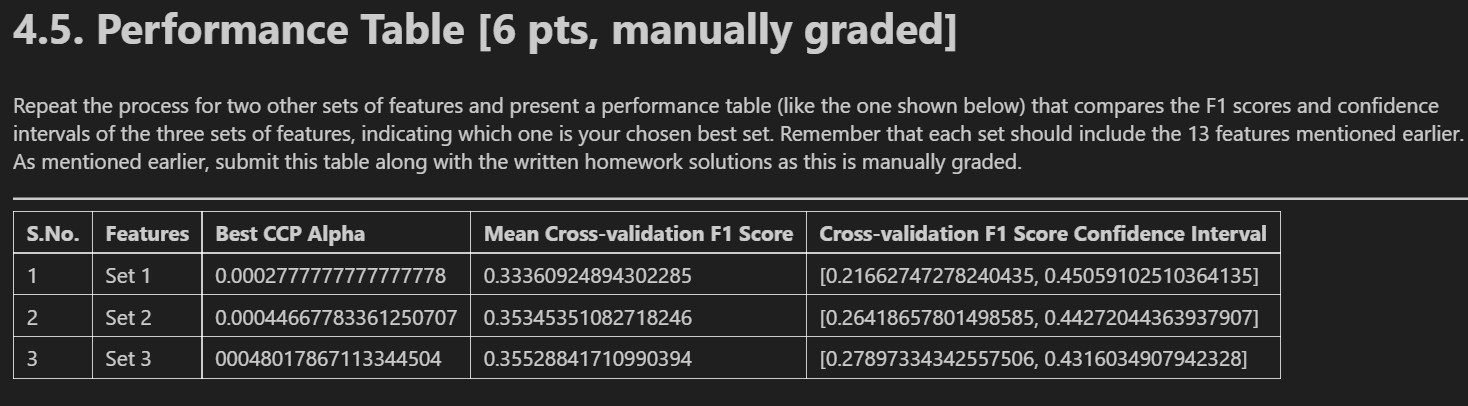 4.5. Performance Table [6 pts, manually graded]
Repeat the process for two other sets of features and present a performance table (like the one shown below) that compares the F1 scores and confidence
intervals of the three sets of features, indicating which one is your chosen best set. Remember that each set should include the 13 features mentioned earlier.
As mentioned earlier, submit this table along with the written homework solutions as this is manually graded.
S.No. Features Best CCP Alpha Mean Cross-validation F1 Score Cross-validation F1 Score Confidence Interval
1 Set 1 0.0002777777777777778 0.33360924894302285 [0.21662747278240435, 0.45059102510364135]
2 Set 2 0.00044667783361250707 0.35345351082718246 [0.26418657801498585, 0.44272044363937907]
3 Set 3 00048017867113344504 0.35528841710990394 [0.27897334342557506, 0.4316034907942328]